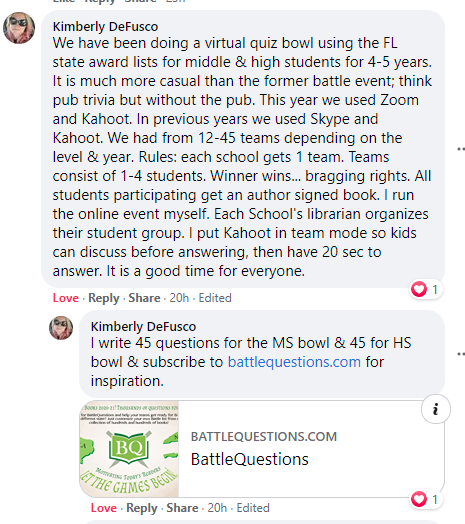 Like · Reply · Share · 23h
Kimberly DeFusco
We have been doing a virtual quiz bowl using the FL
state award lists for middle & high students for 4-5 years.
It is much more casual than the former battle event; think
pub trivia but without the pub. This year we used Zoom
and Kahoot. In previous years we used Skype and
Kahoot. We had from 12-45 teams depending on the
level & year. Rules: each school gets 1 team. Teams
consist of 1-4 students. Winner wins... bragging rights. All
students participating get an author signed book. I run
the online event myself. Each School's librarian organizes
their student group. I put Kahoot in team mode so kids
can discuss before answering, then have 20 sec to
answer. It is a good time for everyone.
1
Love · Reply · Share · 20h · Edited
Kimberly DeFusco
I write 45 questions for the MS bowl & 45 for HS
bowl & subscribe to battlequestions.com for
inspiration.
i
BQ
MOTIVATING TODAY'S READERS
LET THE GAMES BEGIN
BATTLEQUESTIONS.COM
BattleQuestions
1
Love · Reply · Share · 20h · Edited